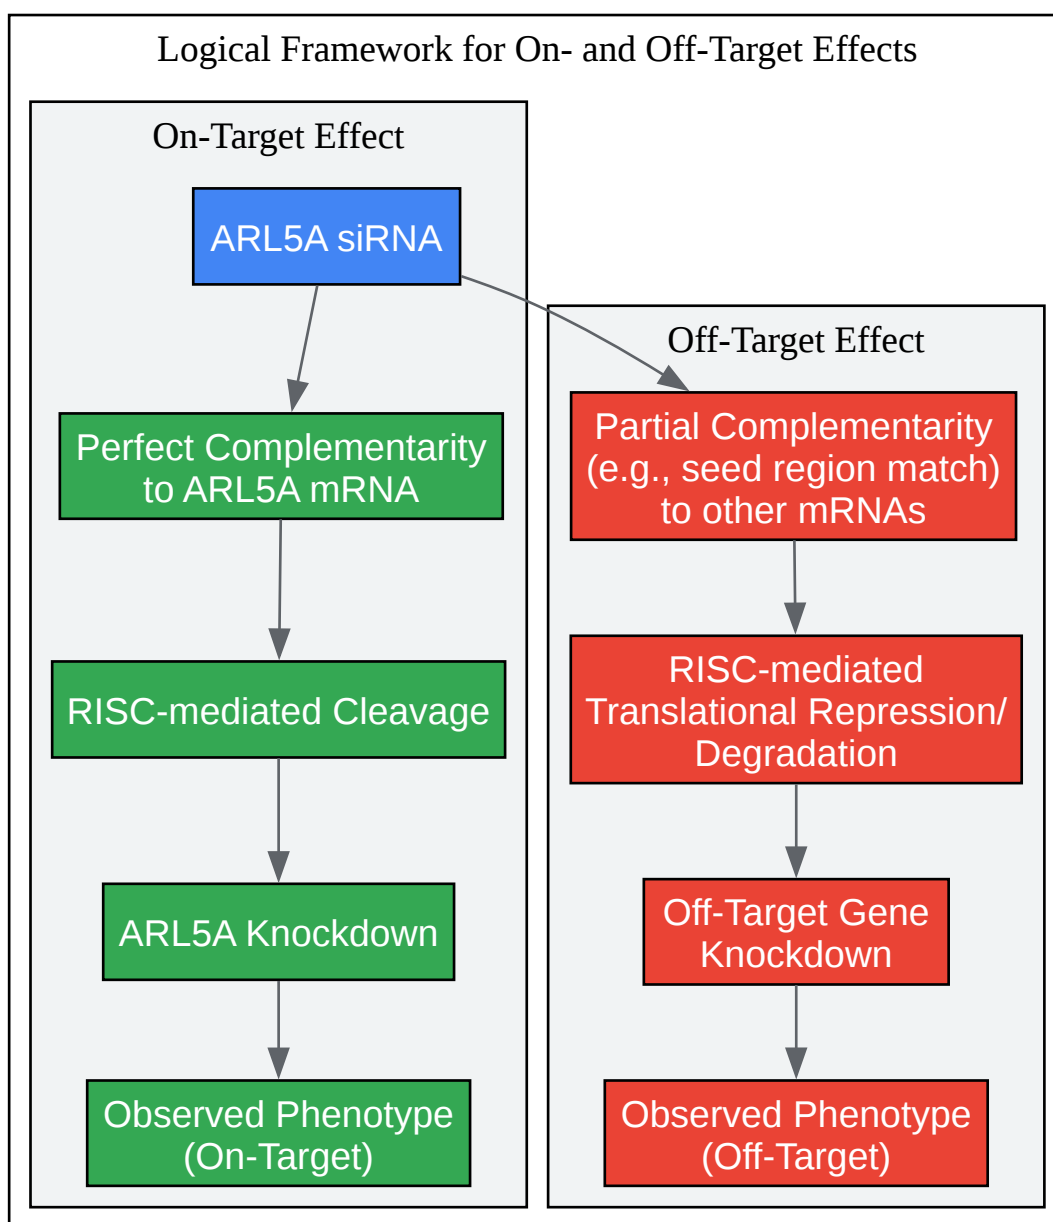 Logical Framework for On- and Off-Target Effects
On-Target Effect
ARL5A siRNA
Perfect Complementarity
to ARL5A mRNA
RISC-mediated Cleavage
ARL5A Knockdown
Observed Phenotype
(On-Target)
Off-Target Effect
Partial Complementarity
(e.g., seed region match)
to other mRNAs
RISC-mediated
Translational Repression/
Degradation
Off-Target Gene
Knockdown
Observed Phenotype
(Off-Target)